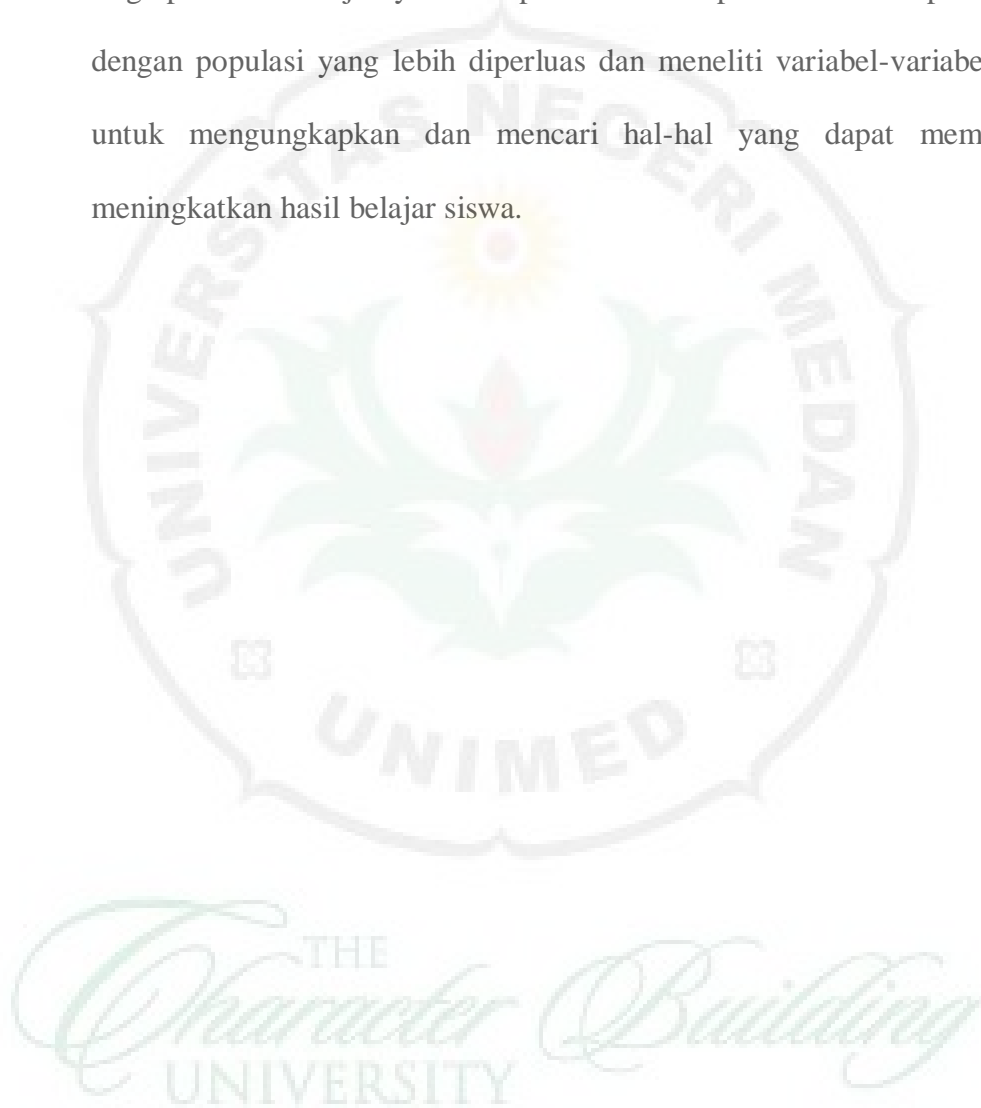 dengan populasi yang lebih diperluas dan meneliti variabel-variabe
untuk mengungkapkan dan mencari hal-hal yang dapat mem
meningkatkan hasil belajar siswa.
UNIVERSITAS NEGERI MEDAN
UNIMED
THE
Character Building
UNIVERSITY